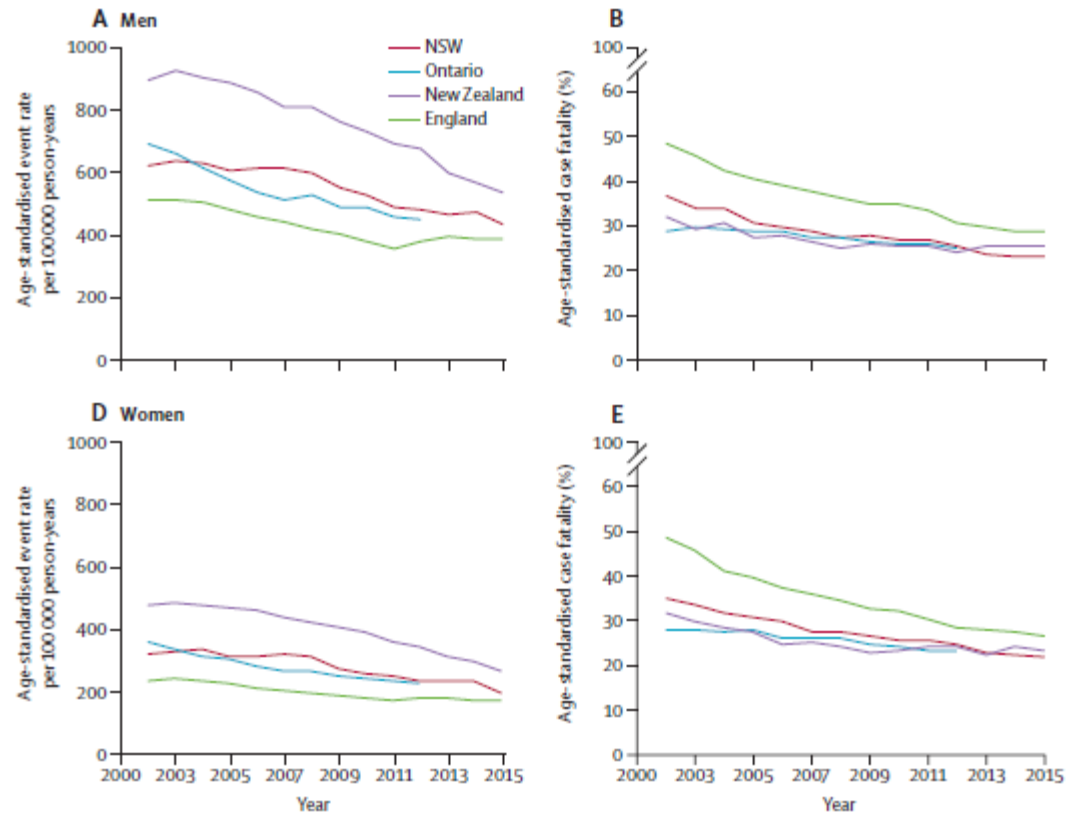 A Men
1000
800
600
400
200
0
Age-standardised event rate
per 100 000 person-years
NSW
Ontario
New Zealand
England
B
100
60
50
40
30
20
10
0
Age-standardised case fatality (%)
D Women
1000
800
600
400
200
0
Age-standardised event rate
per 100 000 person-years
2000 2003 2005 2007 2009 2011 2013 2015
Year
E
100
60
50
40
30
20
10
0
Age-standardised case fatality (%)
2000 2003 2005 2007 2009 2011 2013 2015
Year